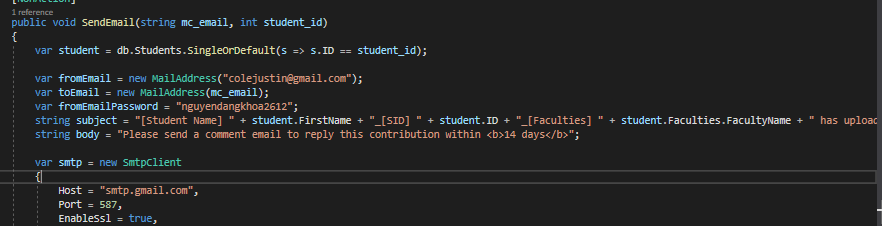 [NonAction]
1 reference
public void SendEmail(string mc_email, int student_id)
{
var student = db.Students.SingleOrDefault(s => s.ID == student_id);
var fromEmail = new MailAddress("colejustin@gmail.com");
var toEmail = new MailAddress(mc_email);
var fromEmailPassword = "nguyendangkhoa2612";
string subject = "[Student Name] " + student.FirstName + "_[SID] " + student.ID + "_[Faculties] " + student.Faculties.FacultyName + " has upload
string body = "Please send a comment email to reply this contribution within <b>14 days</b>";
var smtp = new SmtpClient
{
Host = "smtp.gmail.com",
Port = 587,
EnableSsl = true,